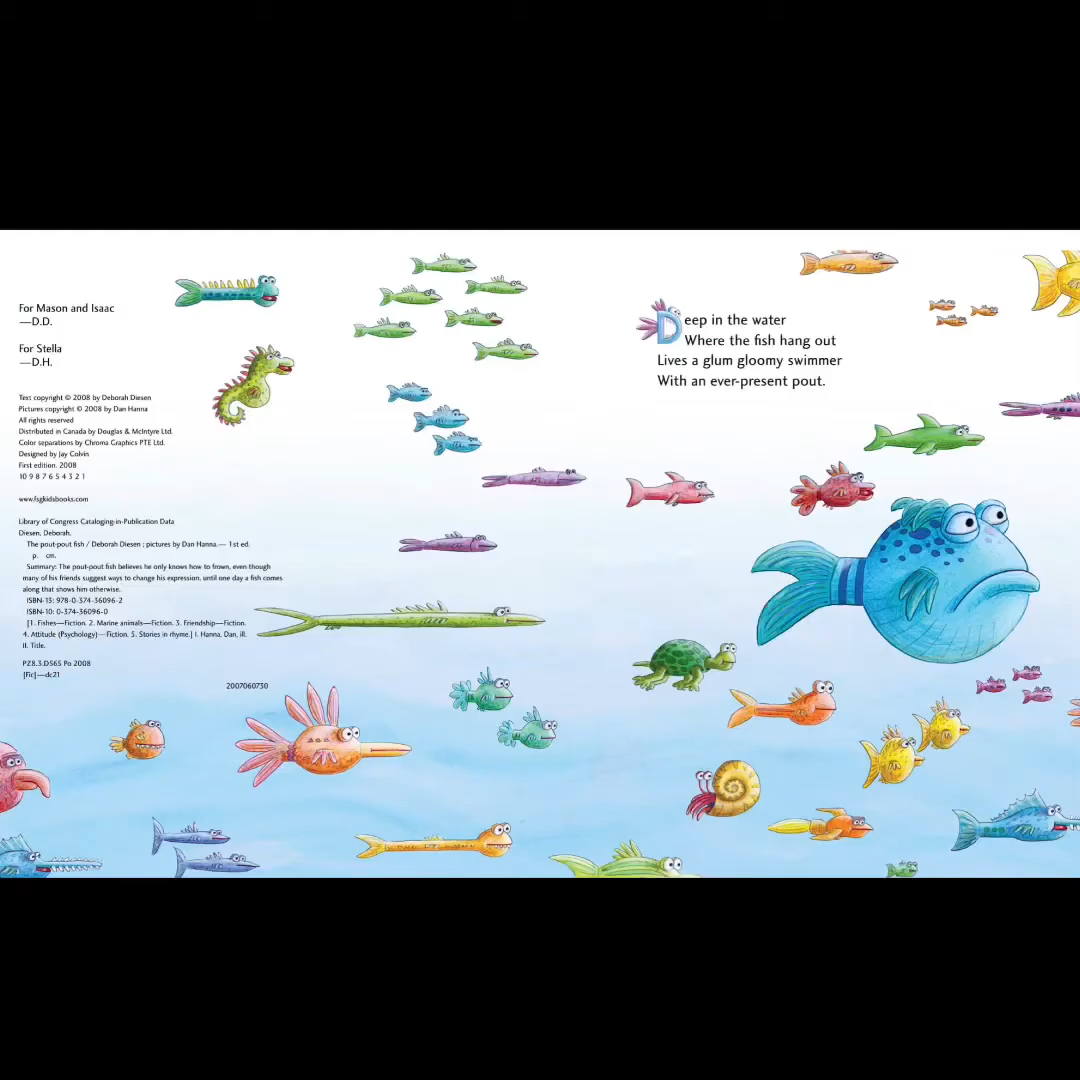 For Mason and Isaac
—D.D.
For Stella
—D.H.
Text copyright © 2008 by Deborah Diesen
Pictures copyright © 2008 by Dan Hanna
All rights reserved
Distributed in Canada by Douglas & McIntyre Ltd.
Color separations by Chroma Graphics PTE Ltd.
Designed by Jay Colvin
First edition, 2008
10 9 8 7 6 5 4 3 2 1
www.fsgkidsbooks.com
Library of Congress Cataloging-in-Publication Data
Diesen, Deborah.
The pout-pout fish / Deborah Diesen ; pictures by Dan Hanna.— 1st ed.
p. cm.
Summary: The pout-pout fish believes he only knows how to frown, even though
many of his friends suggest ways to change his expression, until one day a fish comes
along that shows him otherwise.
ISBN-13: 978-0-374-36096-2
ISBN-10: 0-374-36096-0
[1. Fishes—Fiction. 2. Marine animals—Fiction. 3. Friendship—Fiction.
4. Attitude (Psychology)—Fiction. 5. Stories in rhyme.] I. Hanna, Dan, ill.
II. Title.
PZ8.3.D565 Po 2008
[Fic]—dc21
2007060730
Deep in the water
Where the fish hang out
Lives a glum gloomy swimmer
With an ever-present pout.